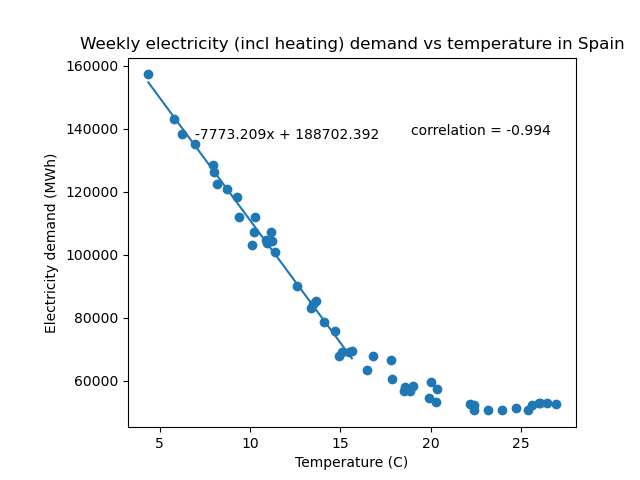 Weekly electricity (incl heating) demand vs temperature in Spain
160000
140000
120000
100000
80000
60000
Electricity demand (MWh)
-7773.209x + 188702.392
correlation = -0.994
5 10 15 20 25
Temperature (C)